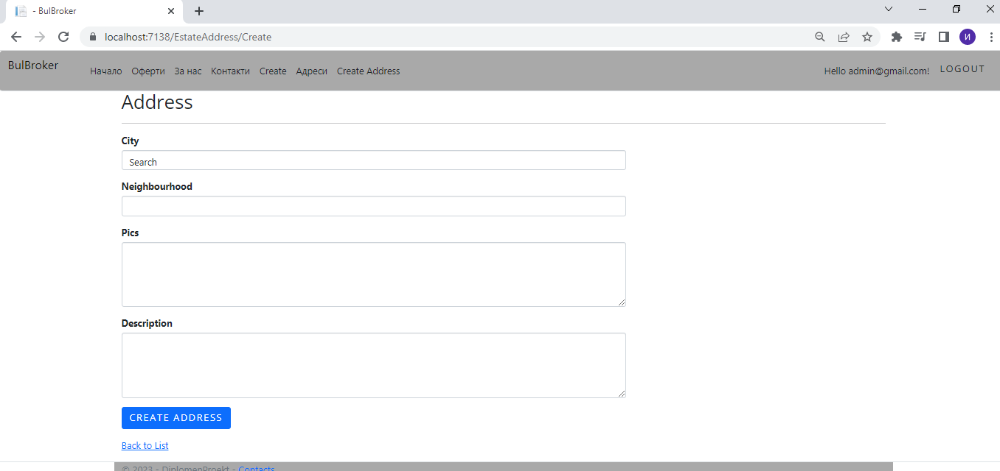 - BulBroker
localhost:7138/EstateAddress/Create
И
BulBroker Начало Оферти За нас Контакти Create Адреси Create Address Hello admin@gmail.com! LOGOUT
Address
City
Search
Neighbourhood
Pics
Description
CREATE ADDRESS
Back to List
© 2023 - DiplomenProekt - Contacts